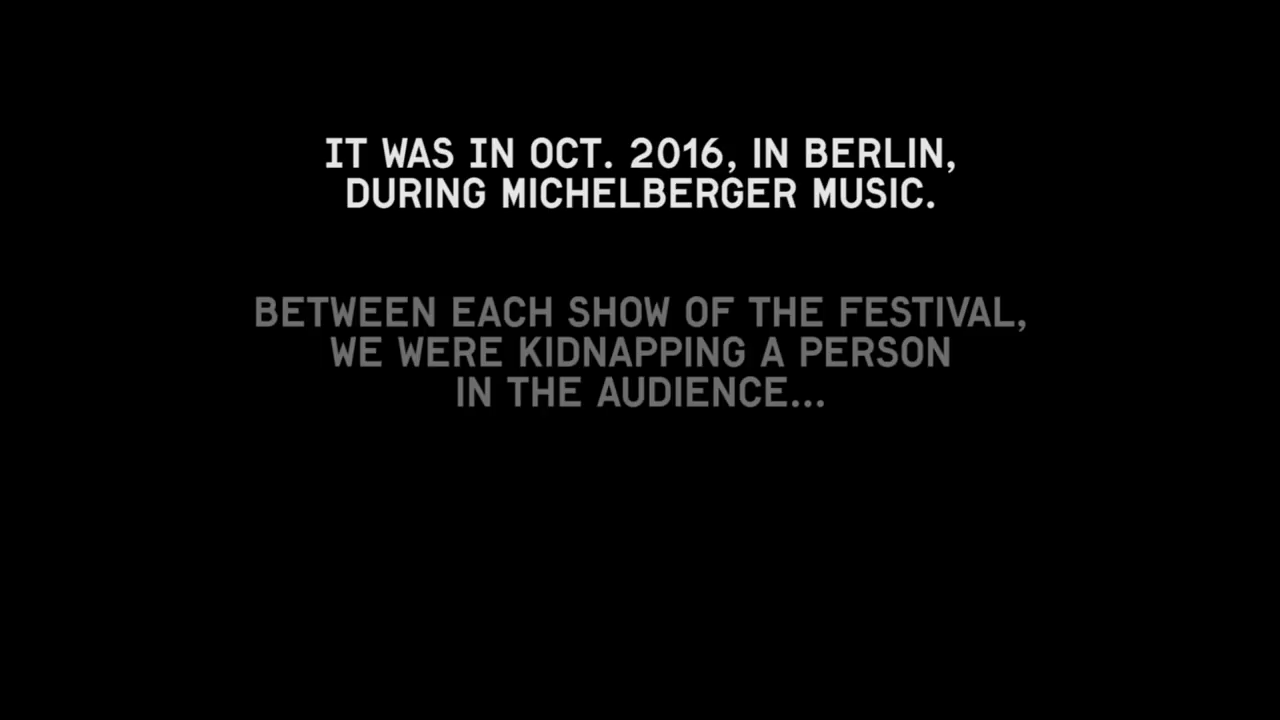 IT WAS IN OCT. 2016, IN BERLIN,
DURING MICHELBERGER MUSIC.
BETWEEN EACH SHOW OF THE FESTIVAL,
WE WERE KIDNAPPING A PERSON
IN THE AUDIENCE...